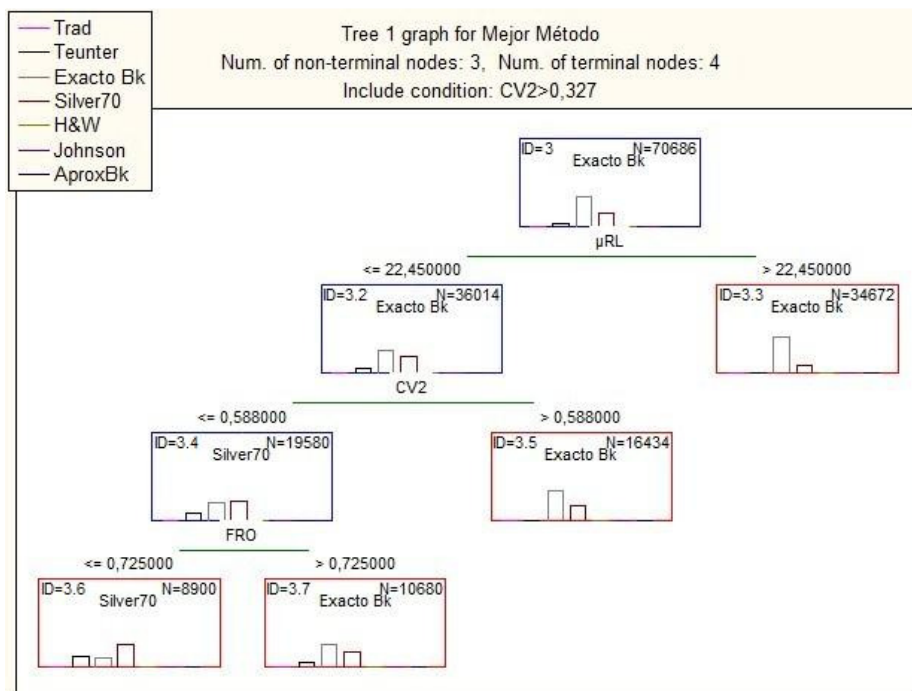 Trad
Teunter
Exacto Bk
Silver70
H&W
Johnson
AproxBk
Tree 1 graph for Mejor Método
Num. of non-terminal nodes: 3, Num. of terminal nodes: 4
Include condition: CV2>0,327
ID=3 N=70686
Exacto Bk
µRL
<= 22,450000 > 22,450000
ID=3.2 N=36014 ID=3.3 N=34672
Exacto Bk Exacto Bk
CV2
<= 0,588000 > 0,588000
ID=3.4 N=19580 ID=3.5 N=16434
Silver70 Exacto Bk
FRO
<= 0,725000 > 0,725000
ID=3.6 N=8900 ID=3.7 N=10680
Silver70 Exacto Bk